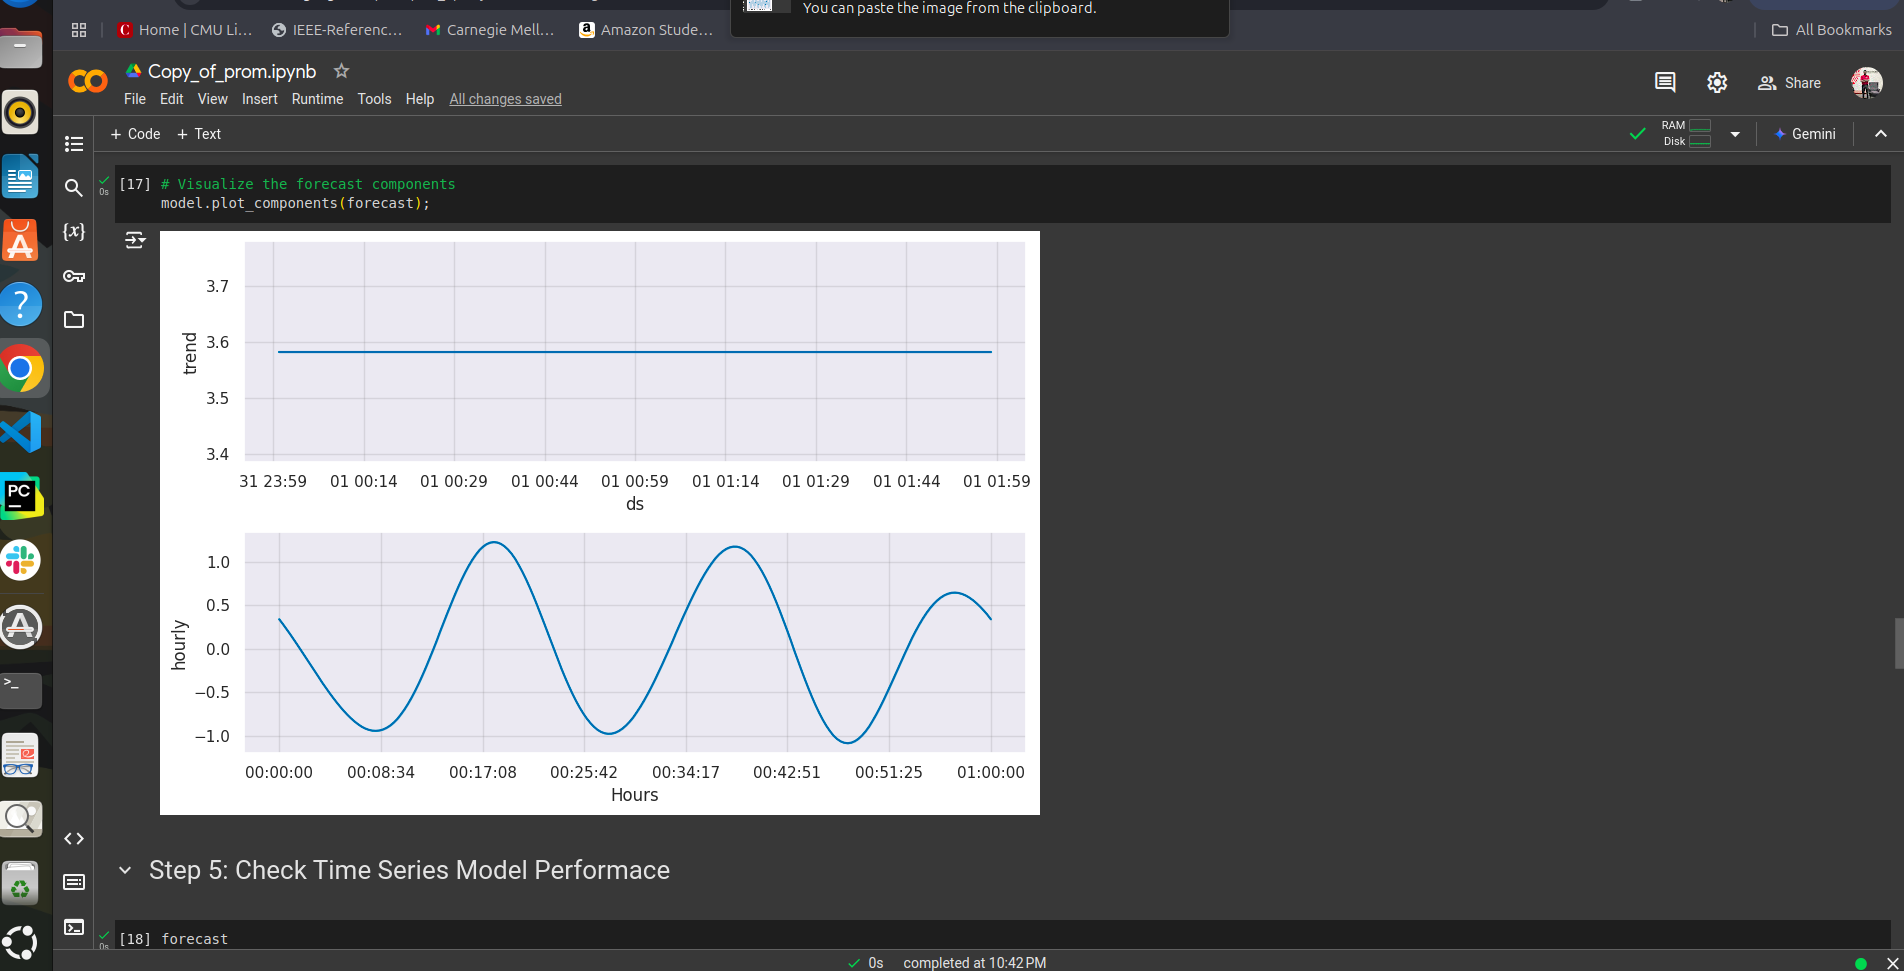 You can paste the image from the clipboard.
Home | CMU Li…
IEEE-Referenc…
Carnegie Mell…
Amazon Stude…
All Bookmarks
Copy_of_prom.ipynb
File Edit View Insert Runtime Tools Help All changes saved
Share
+ Code + Text
RAM
Disk
Gemini
[17] # Visualize the forecast components
model.plot_components(forecast);
0s
{x}
3.7
3.6
3.5
3.4
trend
31 23:59 01 00:14 01 00:29 01 00:44 01 00:59 01 01:14 01 01:29 01 01:44 01 01:59
ds
1.0
0.5
0.0
−0.5
−1.0
hourly
00:00:00 00:08:34 00:17:08 00:25:42 00:34:17 00:42:51 00:51:25 01:00:00
Hours
Step 5: Check Time Series Model Performace
[18] forecast
0s
0s completed at 10:42 PM
PC